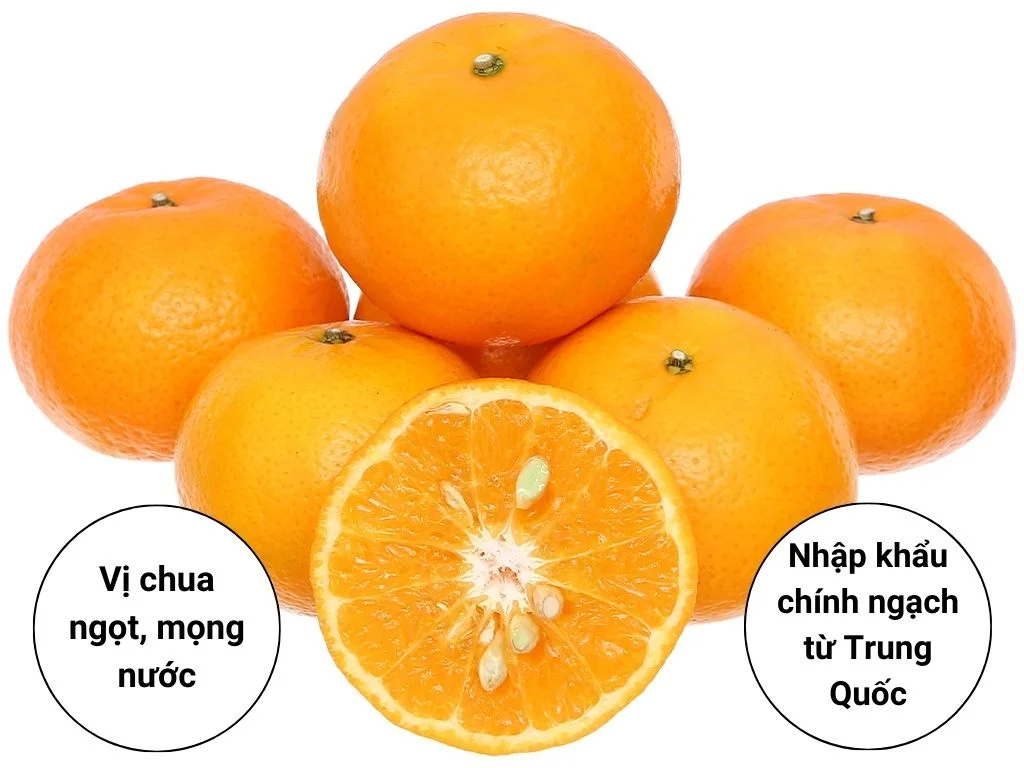 Vị chua
ngọt, mọng
nước
Nhập khẩu
chính ngạch
từ Trung
Quốc